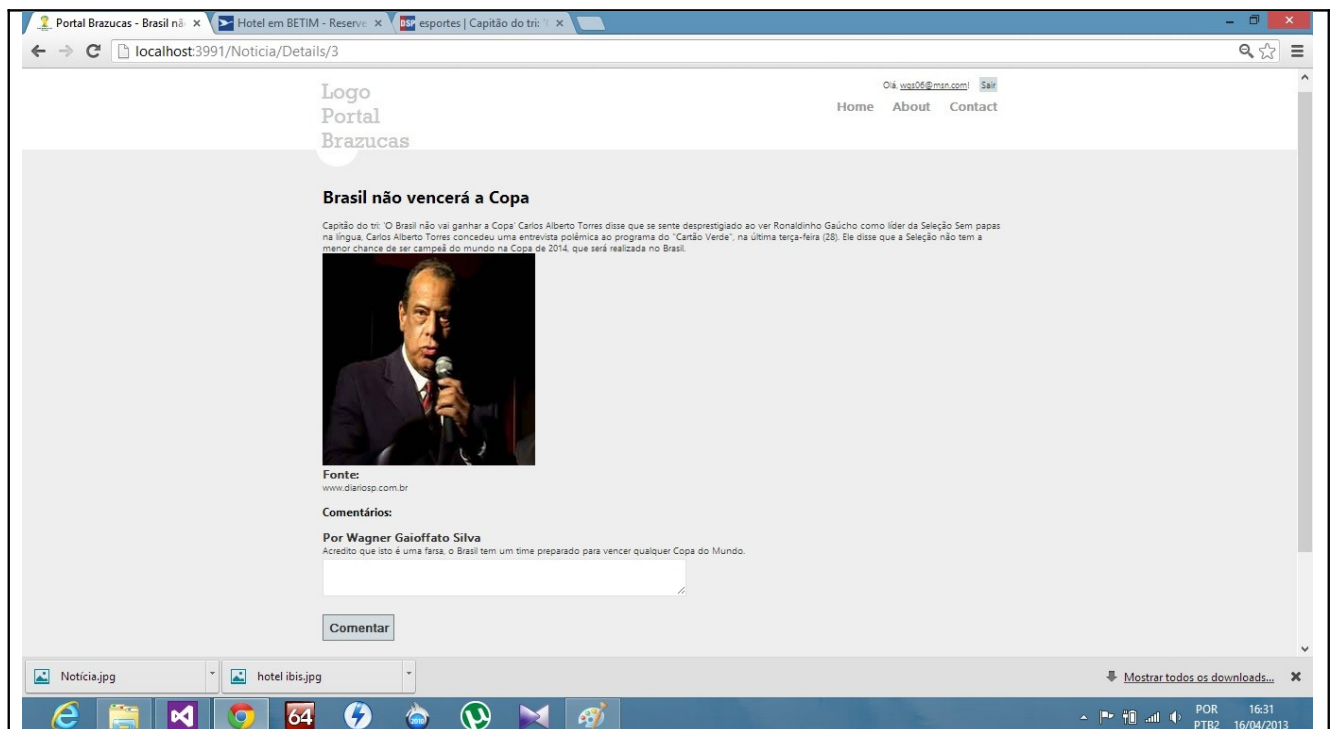 Portal Brazucas - Brasil nã
Hotel em BETIM - Reserve
DSP esportes | Capitão do tri: '
localhost:3991/Noticia/Details/3
Olá, wgs06@msn.com! Sair
Logo
Portal
Brazucas
Home About Contact
Brasil não vencerá a Copa
Capitão do tri: 'O Brasil não vai ganhar a Copa' Carlos Alberto Torres disse que se sente desprestigiado ao ver Ronaldinho Gaúcho como líder da Seleção Sem papas
na língua, Carlos Alberto Torres concedeu uma entrevista polêmica ao programa do "Cartão Verde", na última terça-feira (28). Ele disse que a Seleção não tem a
menor chance de ser campeã do mundo na Copa de 2014, que será realizada no Brasil.
Fonte:
www.diariosp.com.br
Comentários:
Por Wagner Gaioffato Silva
Acredito que isto é uma farsa, o Brasil tem um time preparado para vencer qualquer Copa do Mundo.
Comentar
Notícia.jpg
hotel ibis.jpg
Mostrar todos os downloads...
64
2010
POR 16:31
PTB2 16/04/2013